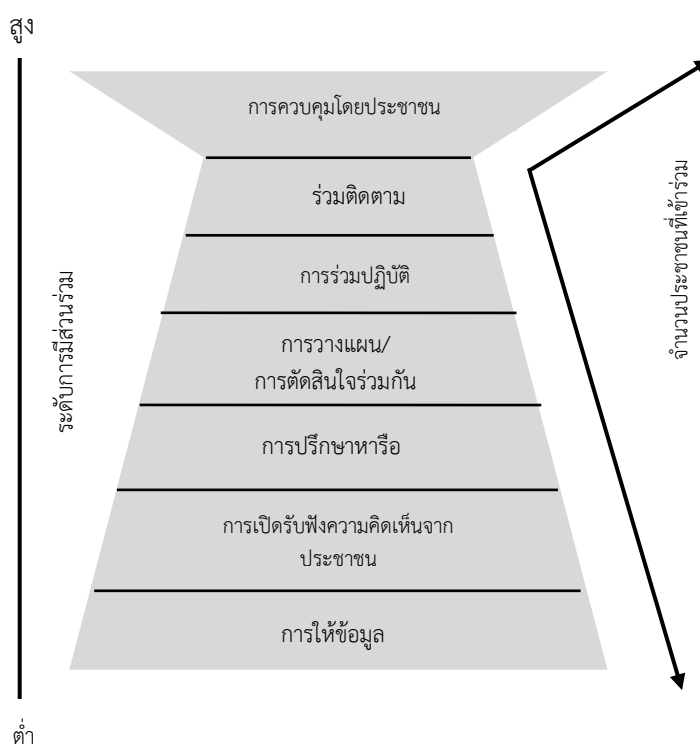 สูง
การควบคุมโดยประชาชน
ร่วมติดตาม
การร่วมปฏิบัติ
การวางแผน/
การตัดสินใจร่วมกัน
การปรึกษาหารือ
การเปิดรับฟังความคิดเห็นจาก
ประชาชน
การให้ข้อมูล
ต่ำ
ระดับการมีส่วนร่วม
จำนวนประชาชนที่เข้าร่วม